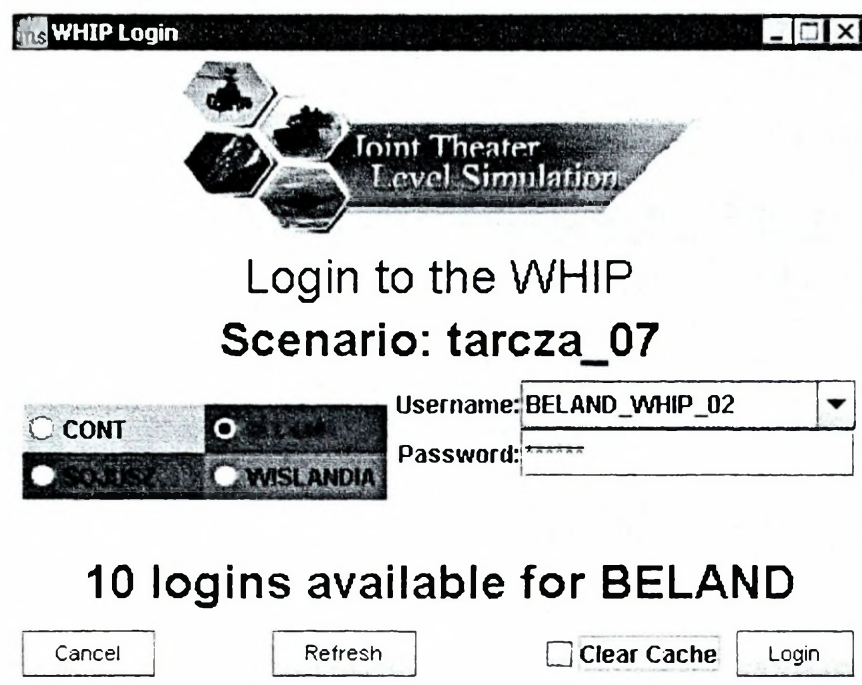 WHIP Login
Joint Theater
Level Simulation
Login to the WHIP
Scenario: tarcza_07
CONT
SOJUSZ
WISLANDIA
Username: BELAND_WHIP_02
Password: ******
10 logins available for BELAND
Cancel
Refresh
Clear Cache
Login